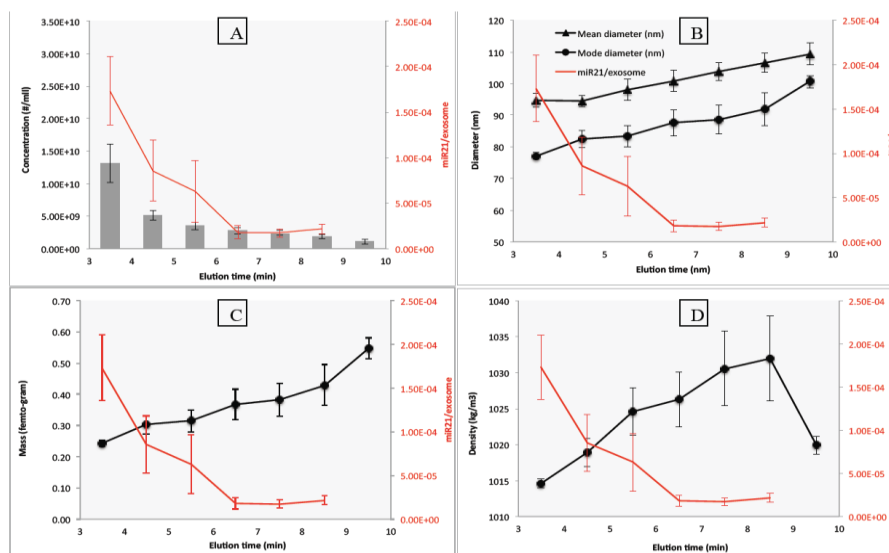 A
Concentration (#/mll)
3.50E+10
3.00E+10
2.50E+10
2.00E+10
1.50E+10
1.00E+10
5.00E+09
0.00E+00
3 4 5 6 7 8 9 10
Elution time (min)
2.50E-04
2.00E-04
1.50E-04
1.00E-04
5.00E-05
0.00E+00
miR21/exosome
B
Mean diameter (nm)
Mode diameter (nm)
miR21/exosome
Diameter (nm)
120
110
100
90
80
70
60
50
3 4 5 6 7 8 9 10
Elution time (nm)
2.50E-04
2.00E-04
1.50E-04
1.00E-04
5.00E-05
0.00E+00
C
Mass (femto-gram)
0.70
0.60
0.50
0.40
0.30
0.20
0.10
0.00
3 4 5 6 7 8 9 10
Elution time (min)
2.50E-04
2.00E-04
1.50E-04
1.00E-04
5.00E-05
0.00E+00
miR21/exosome
D
Density (kg/m3)
1040
1035
1030
1025
1020
1015
1010
3 4 5 6 7 8 9 10
Elution time (min)
2.50E-04
2.00E-04
1.50E-04
1.00E-04
5.00E-05
0.00E+00